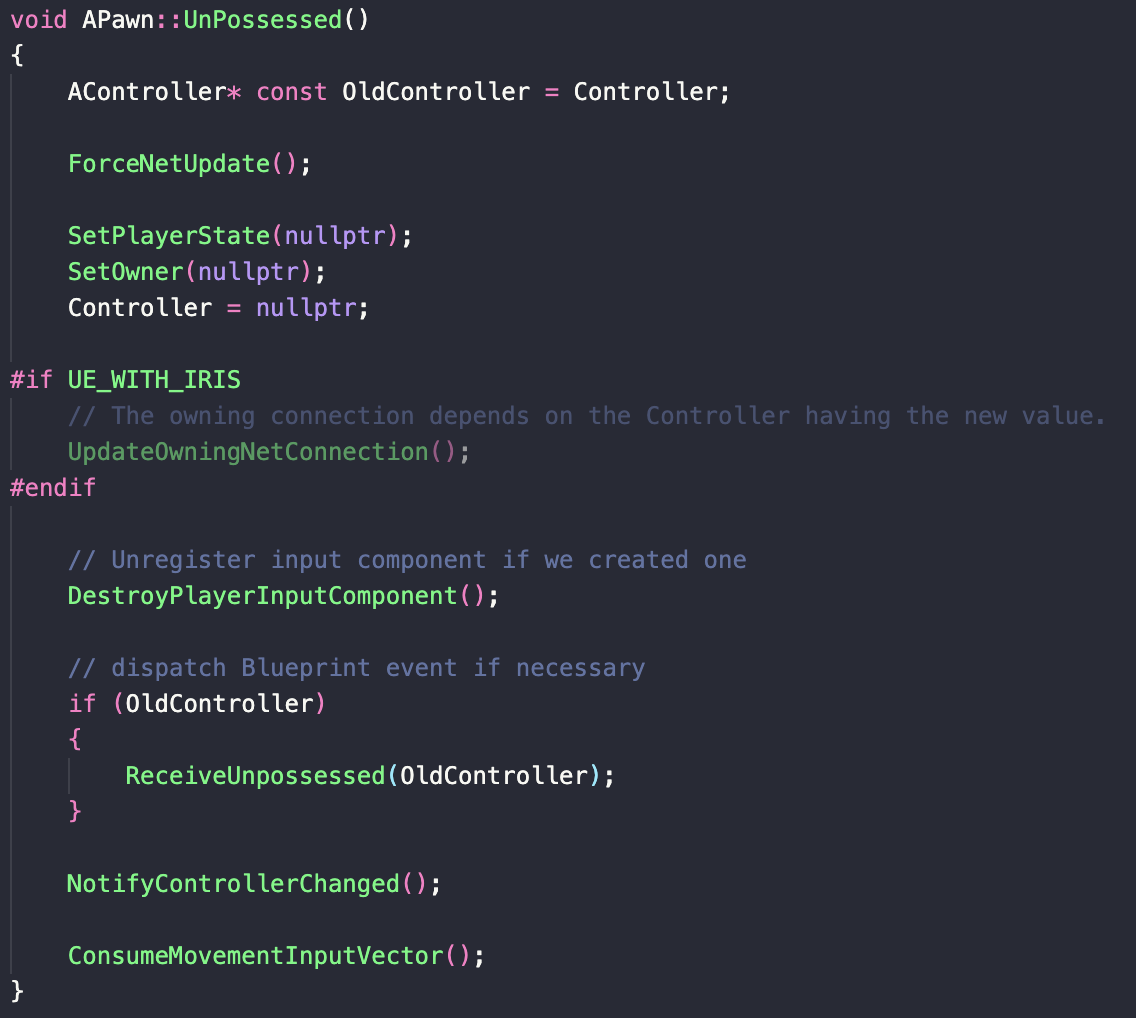 void APawn::UnPossessed()
{
    AController* const OldController = Controller;

    ForceNetUpdate();

    SetPlayerState(nullptr);
    SetOwner(nullptr);
    Controller = nullptr;

#if UE_WITH_IRIS
    // The owning connection depends on the Controller having the new value.
    UpdateOwningNetConnection();
#endif

    // Unregister input component if we created one
    DestroyPlayerInputComponent();

    // dispatch Blueprint event if necessary
    if (OldController)
    {
        ReceiveUnpossessed(OldController);
    }

    NotifyControllerChanged();

    ConsumeMovementInputVector();
}